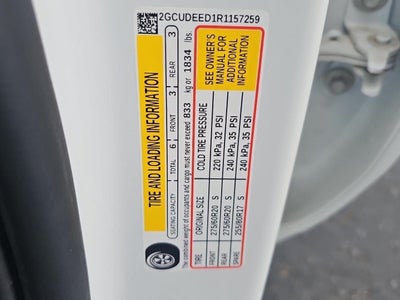 2GCUDEED1R1157259
TIRE AND LOADING INFORMATION
SEATING CAPACITY TOTAL 6 FRONT 3 REAR 3
The combined weight of occupants and cargo must never exceed 833 kg or 1834 lbs.
TIRE ORIGINAL SIZE COLD TIRE PRESSURE
FRONT 275/60R20 S 220 kPa, 32 PSI
REAR 275/60R20 S 240 kPa, 35 PSI
SPARE 255/80R17 S 240 kPa, 35 PSI
SEE OWNER'S
MANUAL FOR
ADDITIONAL
INFORMATION